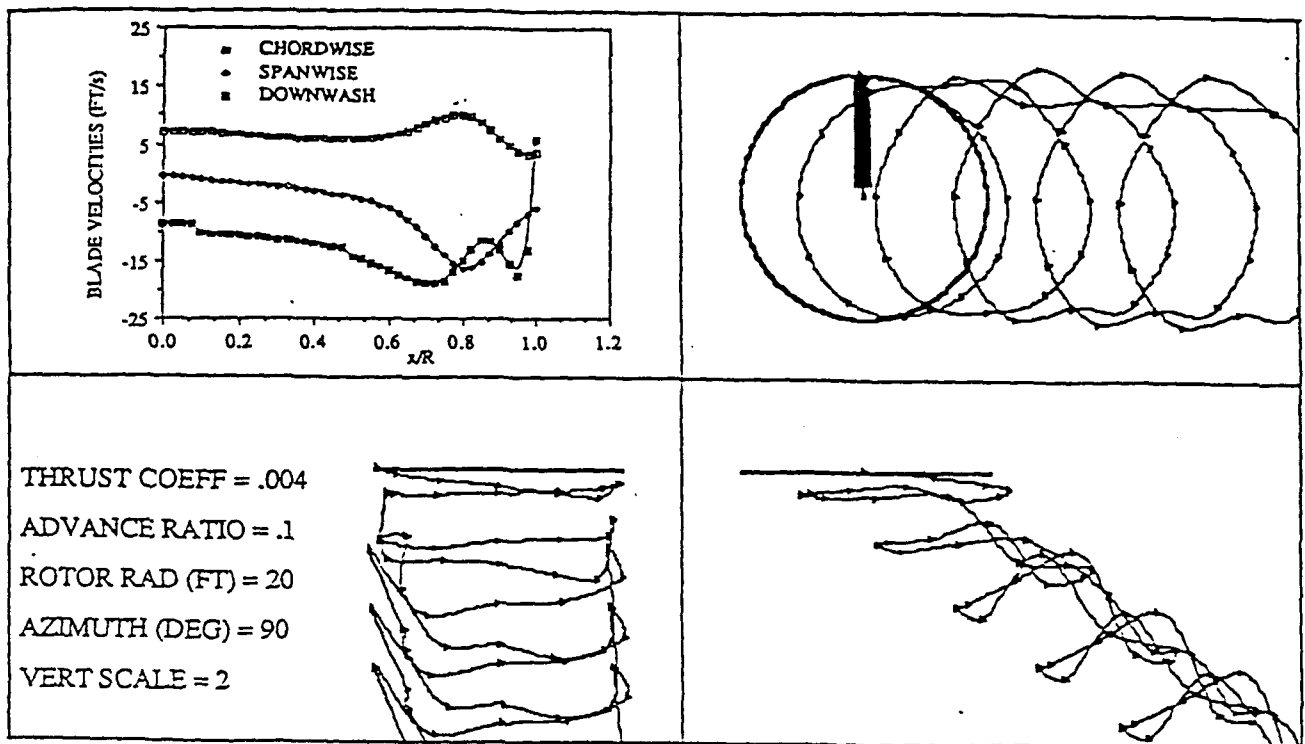 25
15
5
-5
-15
-25
BLADE VELOCITIES (FT/s)
CHORDWISE
SPANWISE
DOWNWASH
0.0 0.2 0.4 0.6 0.8 1.0 1.2
x/R
THRUST COEFF = .004
ADVANCE RATIO = .1
ROTOR RAD (FT) = 20
AZIMUTH (DEG) = 90
VERT SCALE = 2